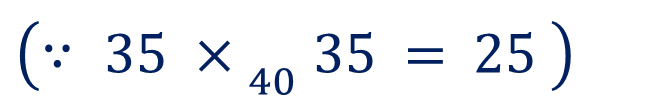 (∵ 35 ×₄₀ 35 = 25)